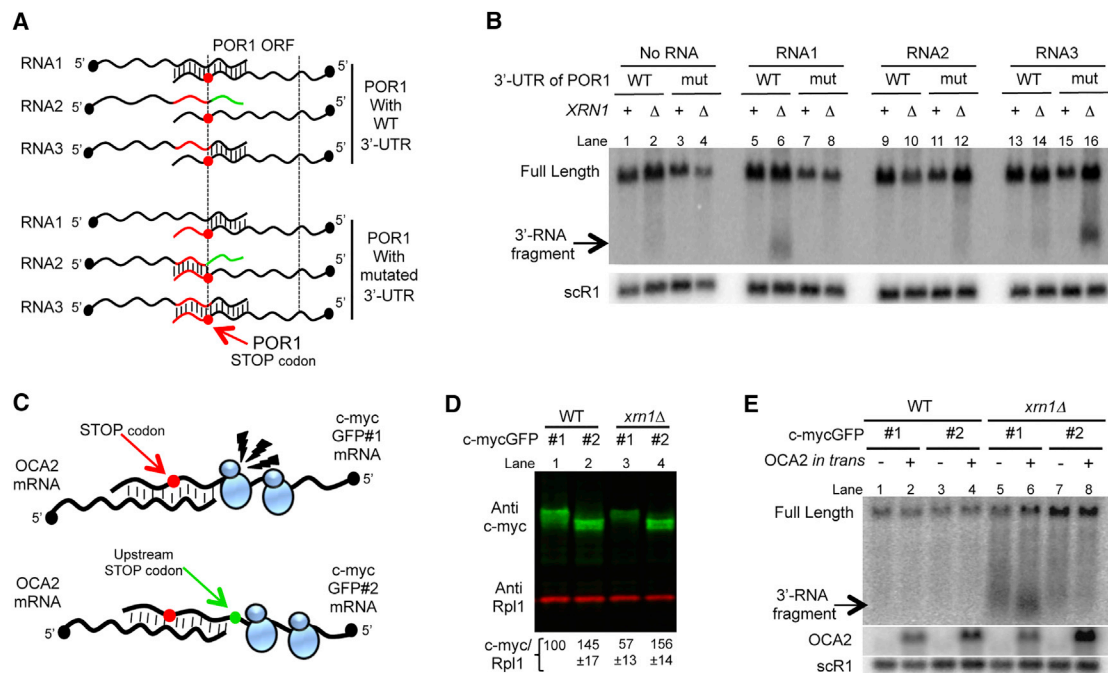 A
POR1 ORF
RNA1 5' 5'
RNA2 5' 5'
RNA3 5' 5'
POR1
With
WT
3'-UTR
RNA1 5' 5'
RNA2 5' 5'
RNA3 5' 5'
POR1
With
mutated
3'-UTR
POR1
STOP codon
B
No RNA RNA1 RNA2 RNA3
3'-UTR of POR1 WT mut WT mut WT mut WT mut
XRN1 + Δ + Δ + Δ + Δ + Δ + Δ + Δ + Δ
Lane 1 2 3 4 5 6 7 8 9 10 11 12 13 14 15 16
Full Length
3'-RNA
fragment
scR1
C
STOP codon
OCA2
mRNA
5'
c-myc
GFP#1
mRNA
5'
Upstream
STOP codon
OCA2
mRNA
5'
c-myc
GFP#2
mRNA
5'
D
WT xrn1Δ
c-mycGFP #1 #2 #1 #2
Lane 1 2 3 4
Anti
c-myc
Anti
Rpl1
c-myc/ 100 145 57 156
Rpl1 ±17 ±13 ±14
E
WT xrn1Δ
c-mycGFP #1 #2 #1 #2
OCA2 in trans - + - + - + - +
Lane 1 2 3 4 5 6 7 8
Full Length
3'-RNA
fragment
OCA2
scR1